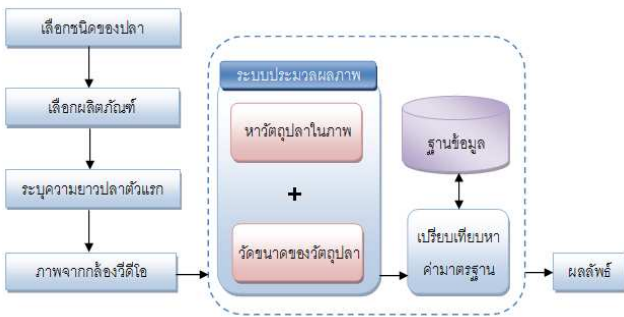 เลือกชนิดของปลา
เลือกผลิตภัณฑ์
ระบุความยาวปลาตัวแรก
ภาพจากกล้องวีดีโอ
ระบบประมวลผลภาพ
หาวัตถุปลาในภาพ
+
วัดขนาดของวัตถุปลา
ฐานข้อมูล
เปรียบเทียบหา
ค่ามาตรฐาน
ผลลัพธ์